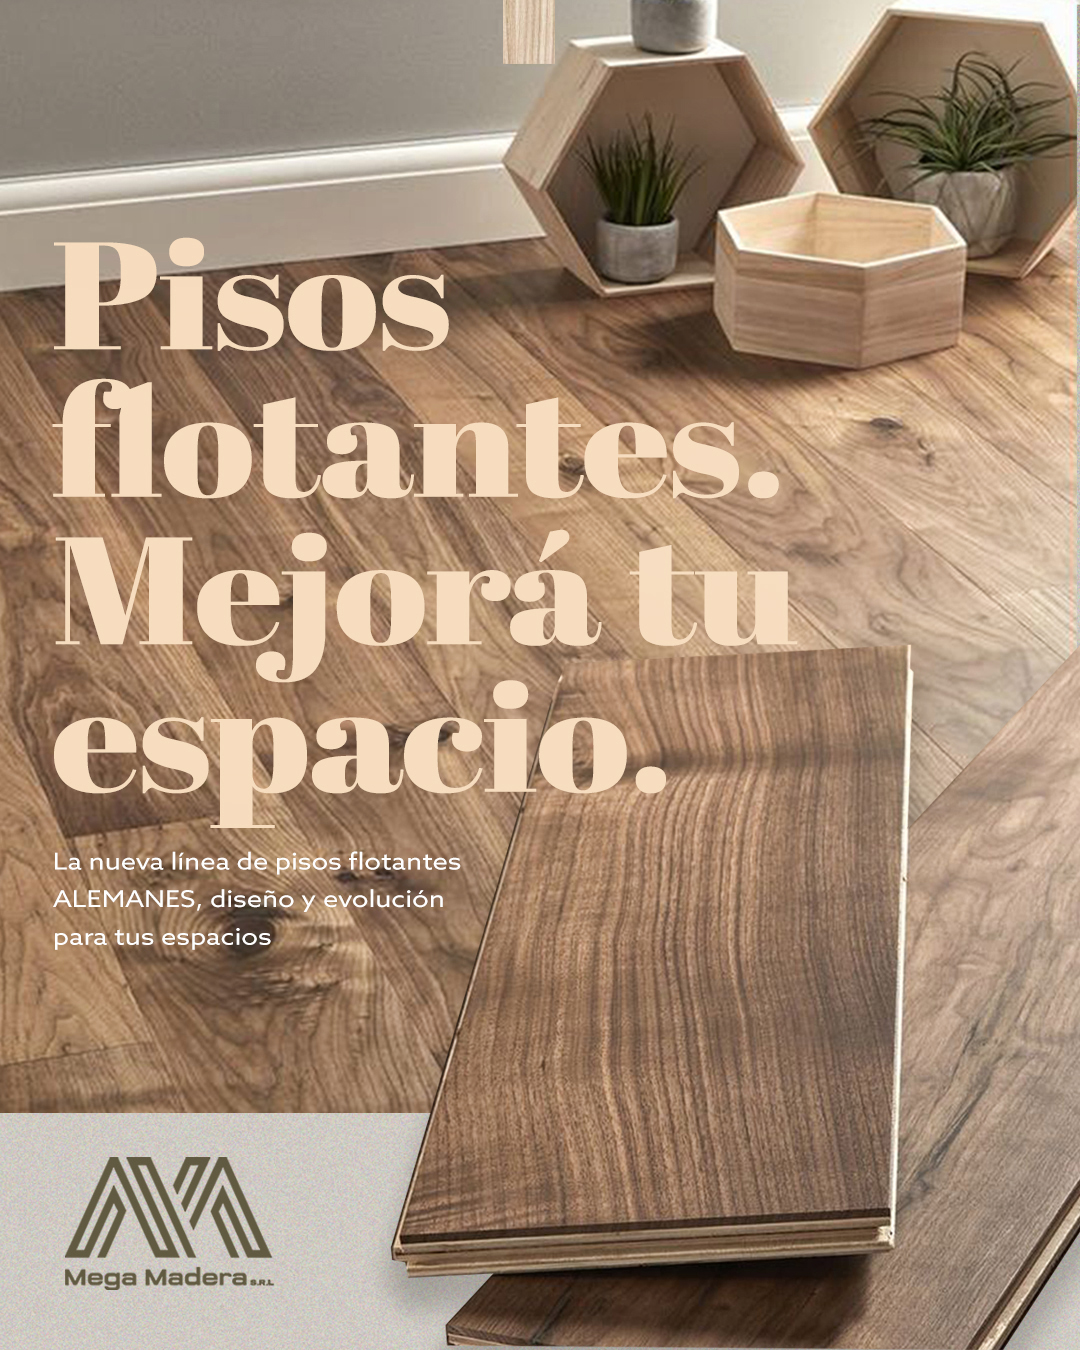 Pisos
flotantes.
Mejorá tu
espacio.
La nueva línea de pisos flotantes
ALEMANES, diseño y evolución
para tus espacios
Mega Madera S.R.L